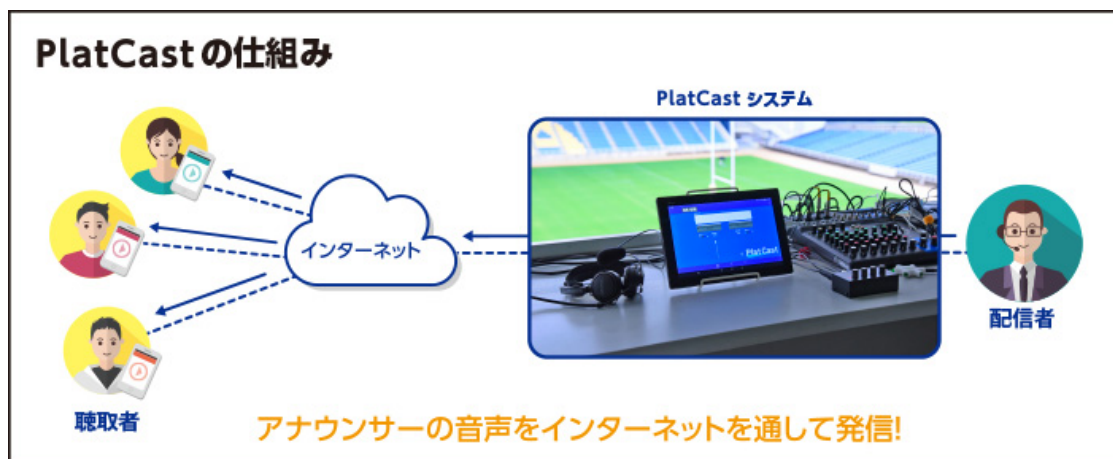 PlatCastの仕組み
PlatCast システム
インターネット
Plat Cast
配信者
聴取者
アナウンサーの音声をインターネットを通して発信!